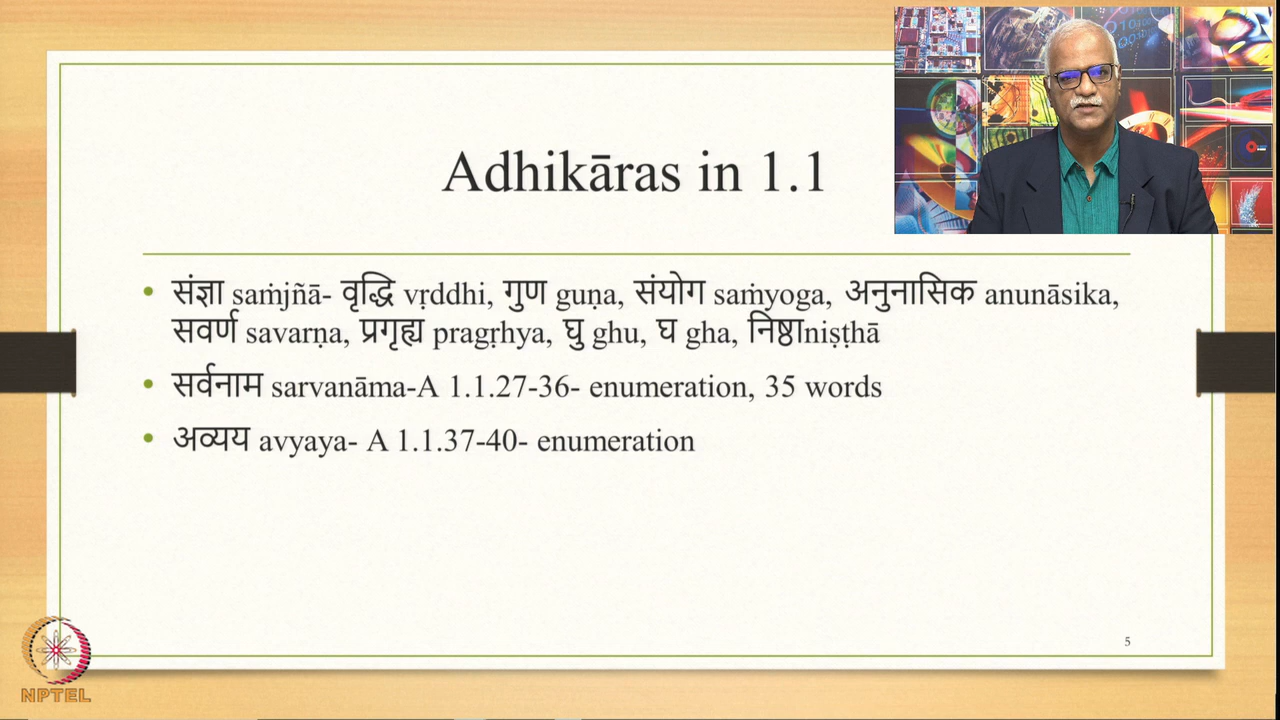 Adhikāras in 1.1
• संज्ञा saṁjñā- वृद्धि vṛddhi, गुण guṇa, संयोग saṁyoga, अनुनासिक anunāsika,
सवर्ण savarṇa, प्रगृह्य pragṛhya, घु ghu, घ gha, निष्ठाniṣṭhā
• सर्वनाम sarvanāma-A 1.1.27-36- enumeration, 35 words
• अव्यय avyaya- A 1.1.37-40- enumeration
5
NPTEL